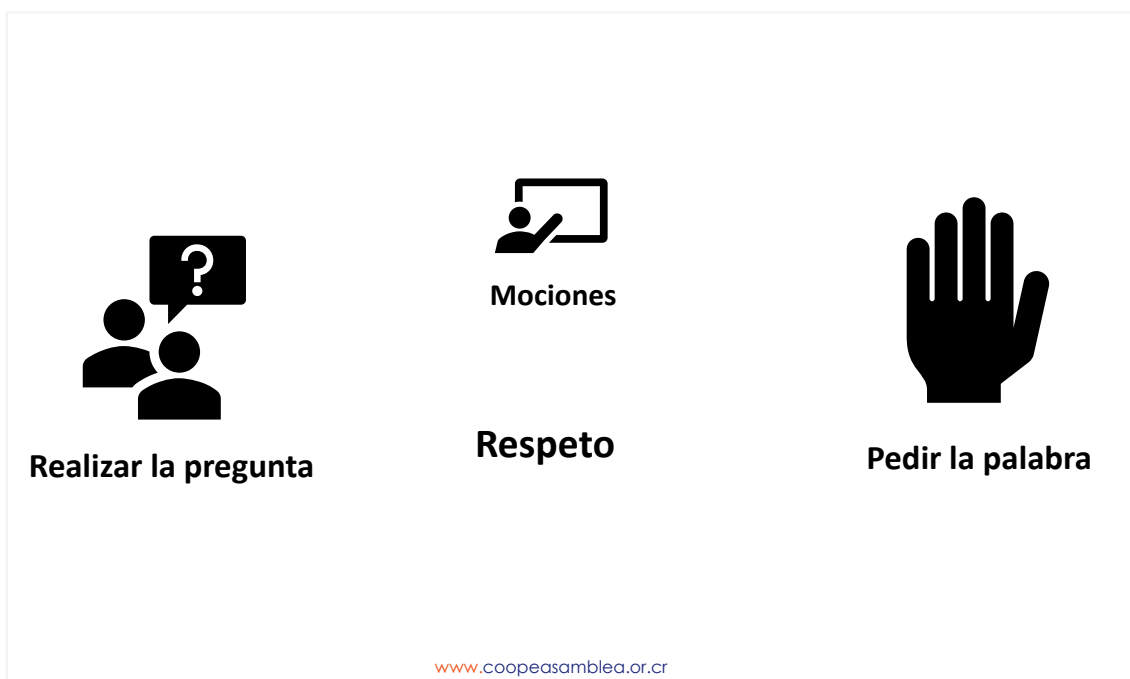 ?
Mociones
Realizar la pregunta
Respeto
Pedir la palabra
www.coopeasamblea.or.cr